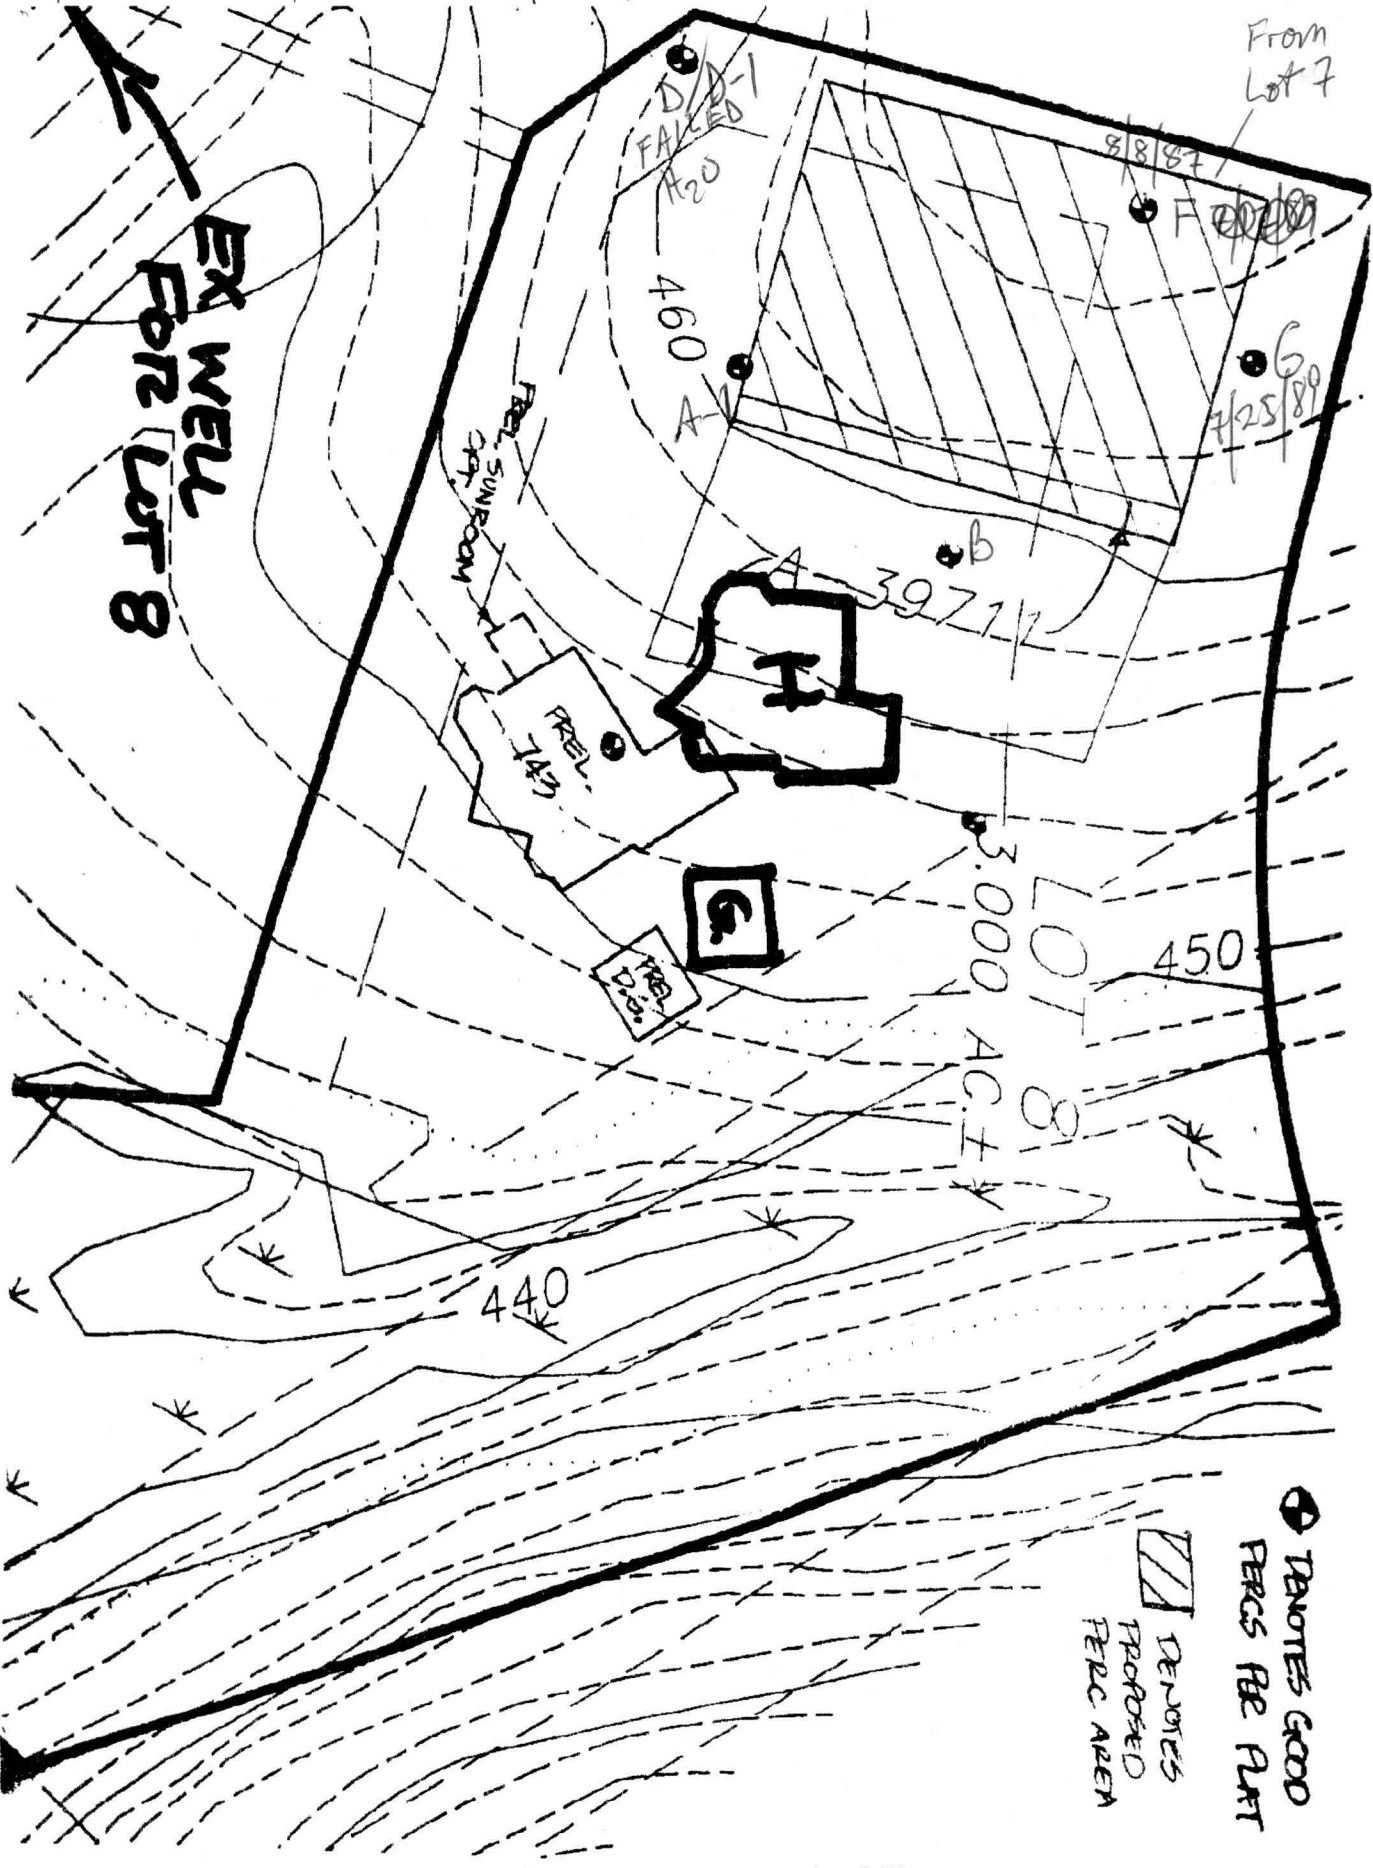 From
Lot 7
D/D-1
FAILED
H₂O
8/8/87
F
G
7/25/89
460
A-1
B
A-39711
EX WELL
FOR LOT 8
PREL. SUNROOM
OPT.
H
PREL.
G.
PREL
LOT 8
3.000 AC.±
450
440
DENOTES GOOD
PERCS PER PLAT
DENOTES
PROPOSED
PERC AREA